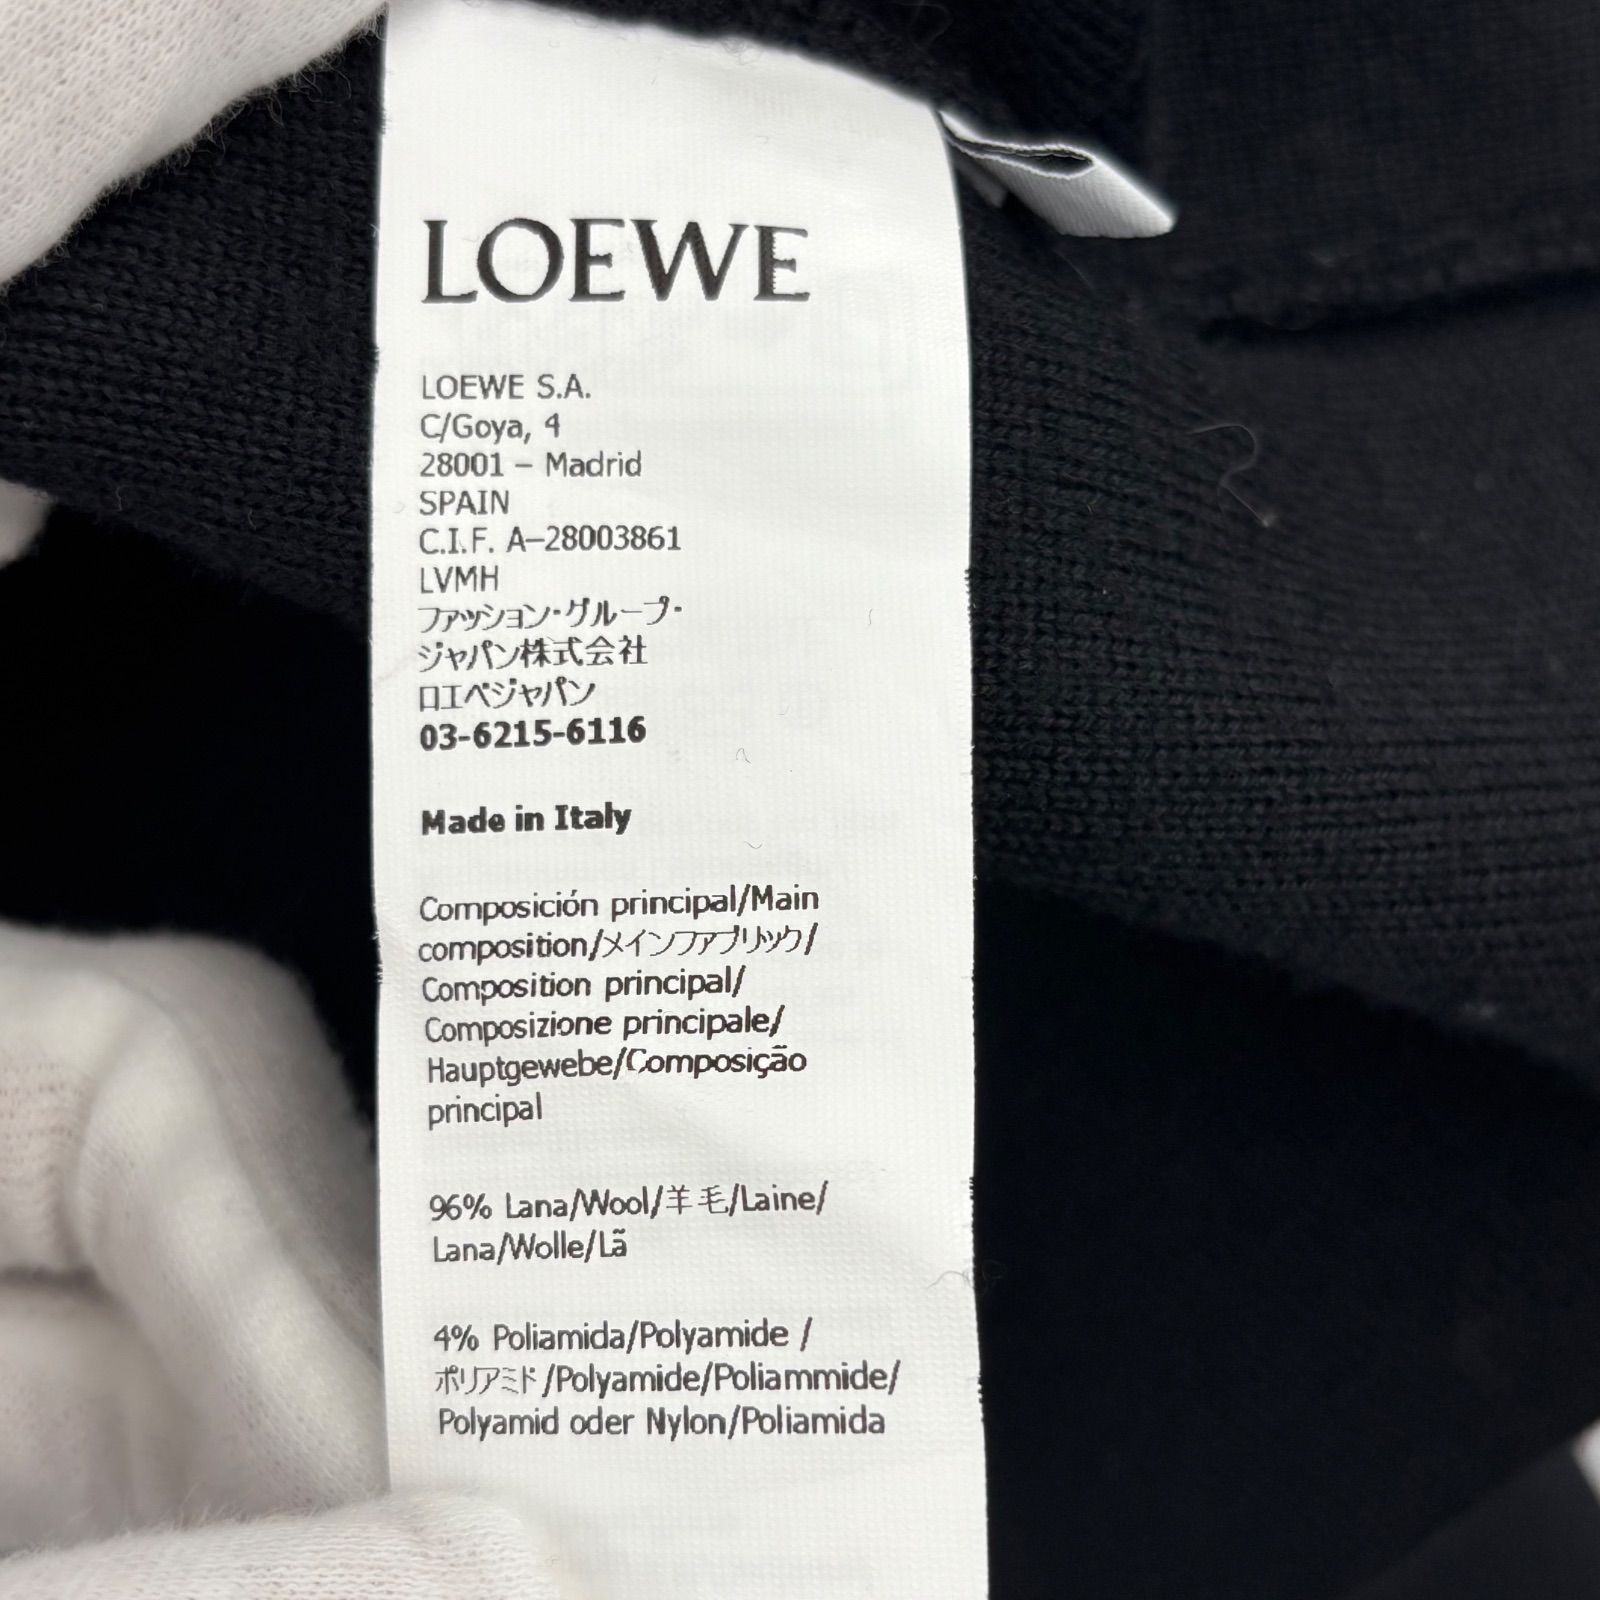 LOEWE
LOEWE S.A.
C/Goya, 4
28001 – Madrid
SPAIN
C.I.F. A–28003861
LVMH
ファッション・グループ・
ジャパン株式会社
ロエベジャパン
03-6215-6116
Made in Italy
Composición principal/Main
composition/メインファブリック/
Composition principal/
Composizione principale/
Hauptgewebe/Composição
principal
96% Lana/Wool/羊毛/Laine/
Lana/Wolle/Lã
4% Poliamida/Polyamide /
ポリアミド/Polyamide/Poliammide/
Polyamid oder Nylon/Poliamida